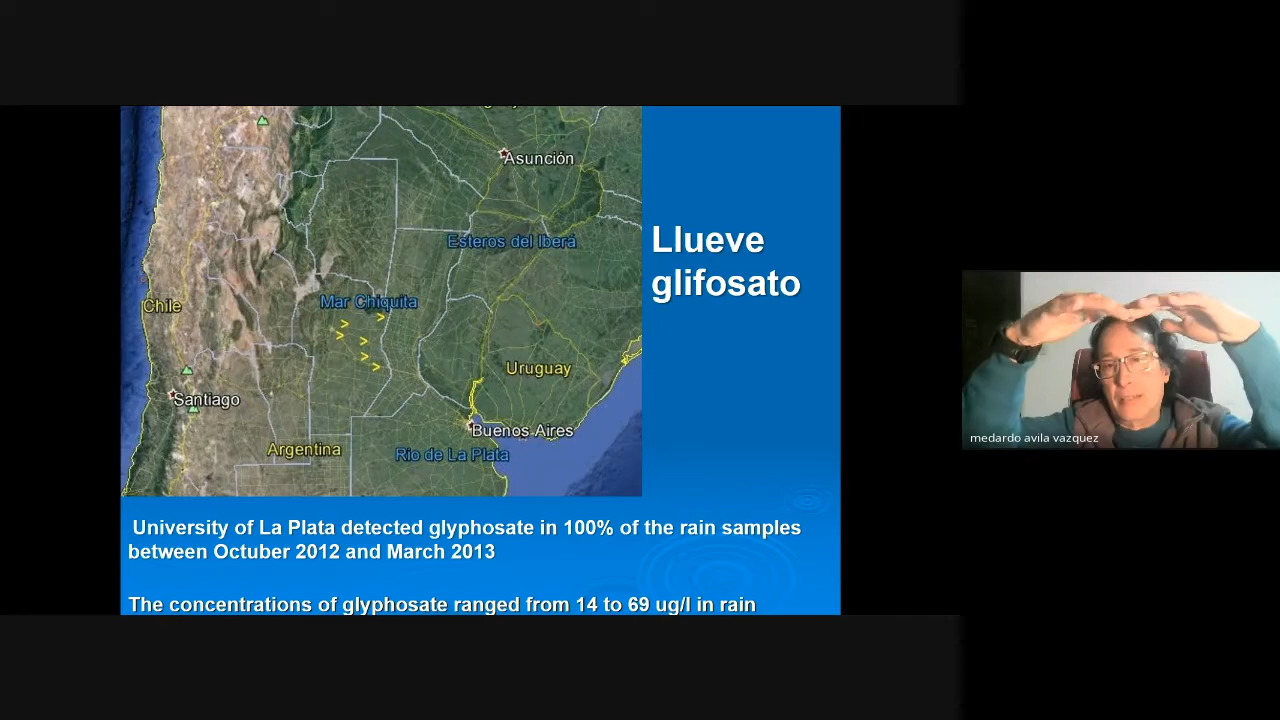 Asunción
Esteros del Iberá
Llueve
glifosato
Mar Chiquita
Chile
Uruguay
Santiago
Buenos Aires
Argentina
Rio de La Plata
medardo avila vazquez
University of La Plata detected glyphosate in 100% of the rain samples
between Octuber 2012 and March 2013
The concentrations of glyphosate ranged from 14 to 69 ug/l in rain